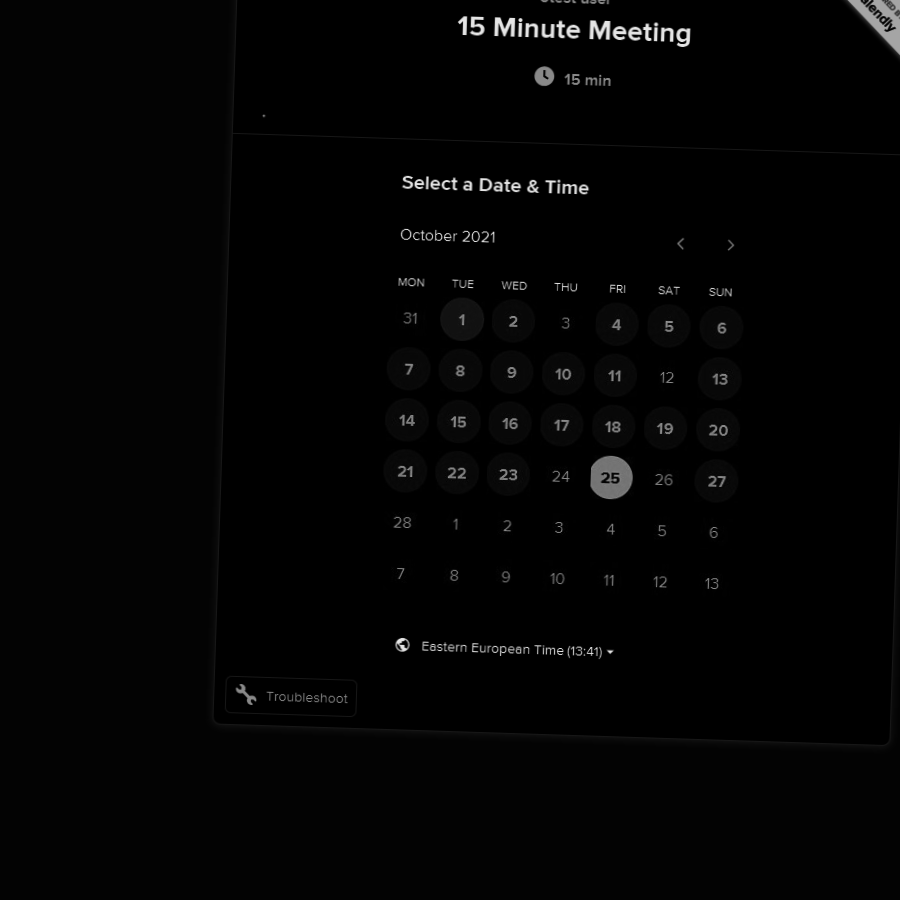 15 Minute Meeting
15 min
Select a Date & Time
October 2021
MON TUE WED THU FRI SAT SUN
31 1 2 3 4 5 6
7 8 9 10 11 12 13
14 15 16 17 18 19 20
21 22 23 24 25 26 27
28 1 2 3 4 5 6
7 8 9 10 11 12 13
Eastern European Time (13:41)
Troubleshoot